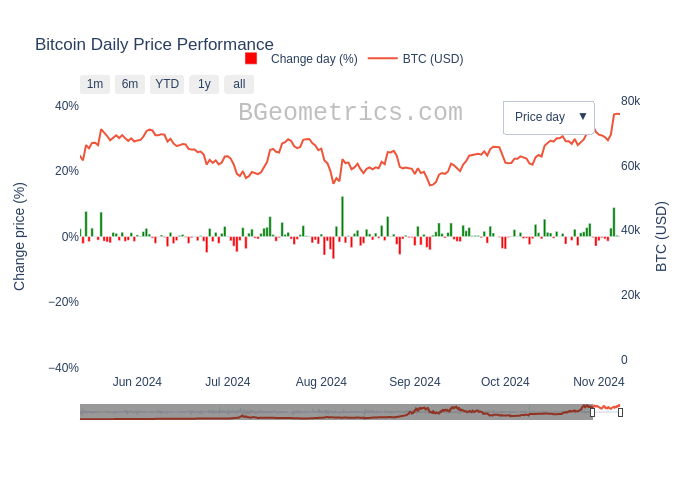 Bitcoin Daily Price Performance
Change day (%)
BTC (USD)
1m
6m
YTD
1y
all
BGeometrics.com
Price day ▼
40%
20%
0%
−20%
−40%
Change price (%)
80k
60k
40k
20k
0
BTC (USD)
Jun 2024
Jul 2024
Aug 2024
Sep 2024
Oct 2024
Nov 2024